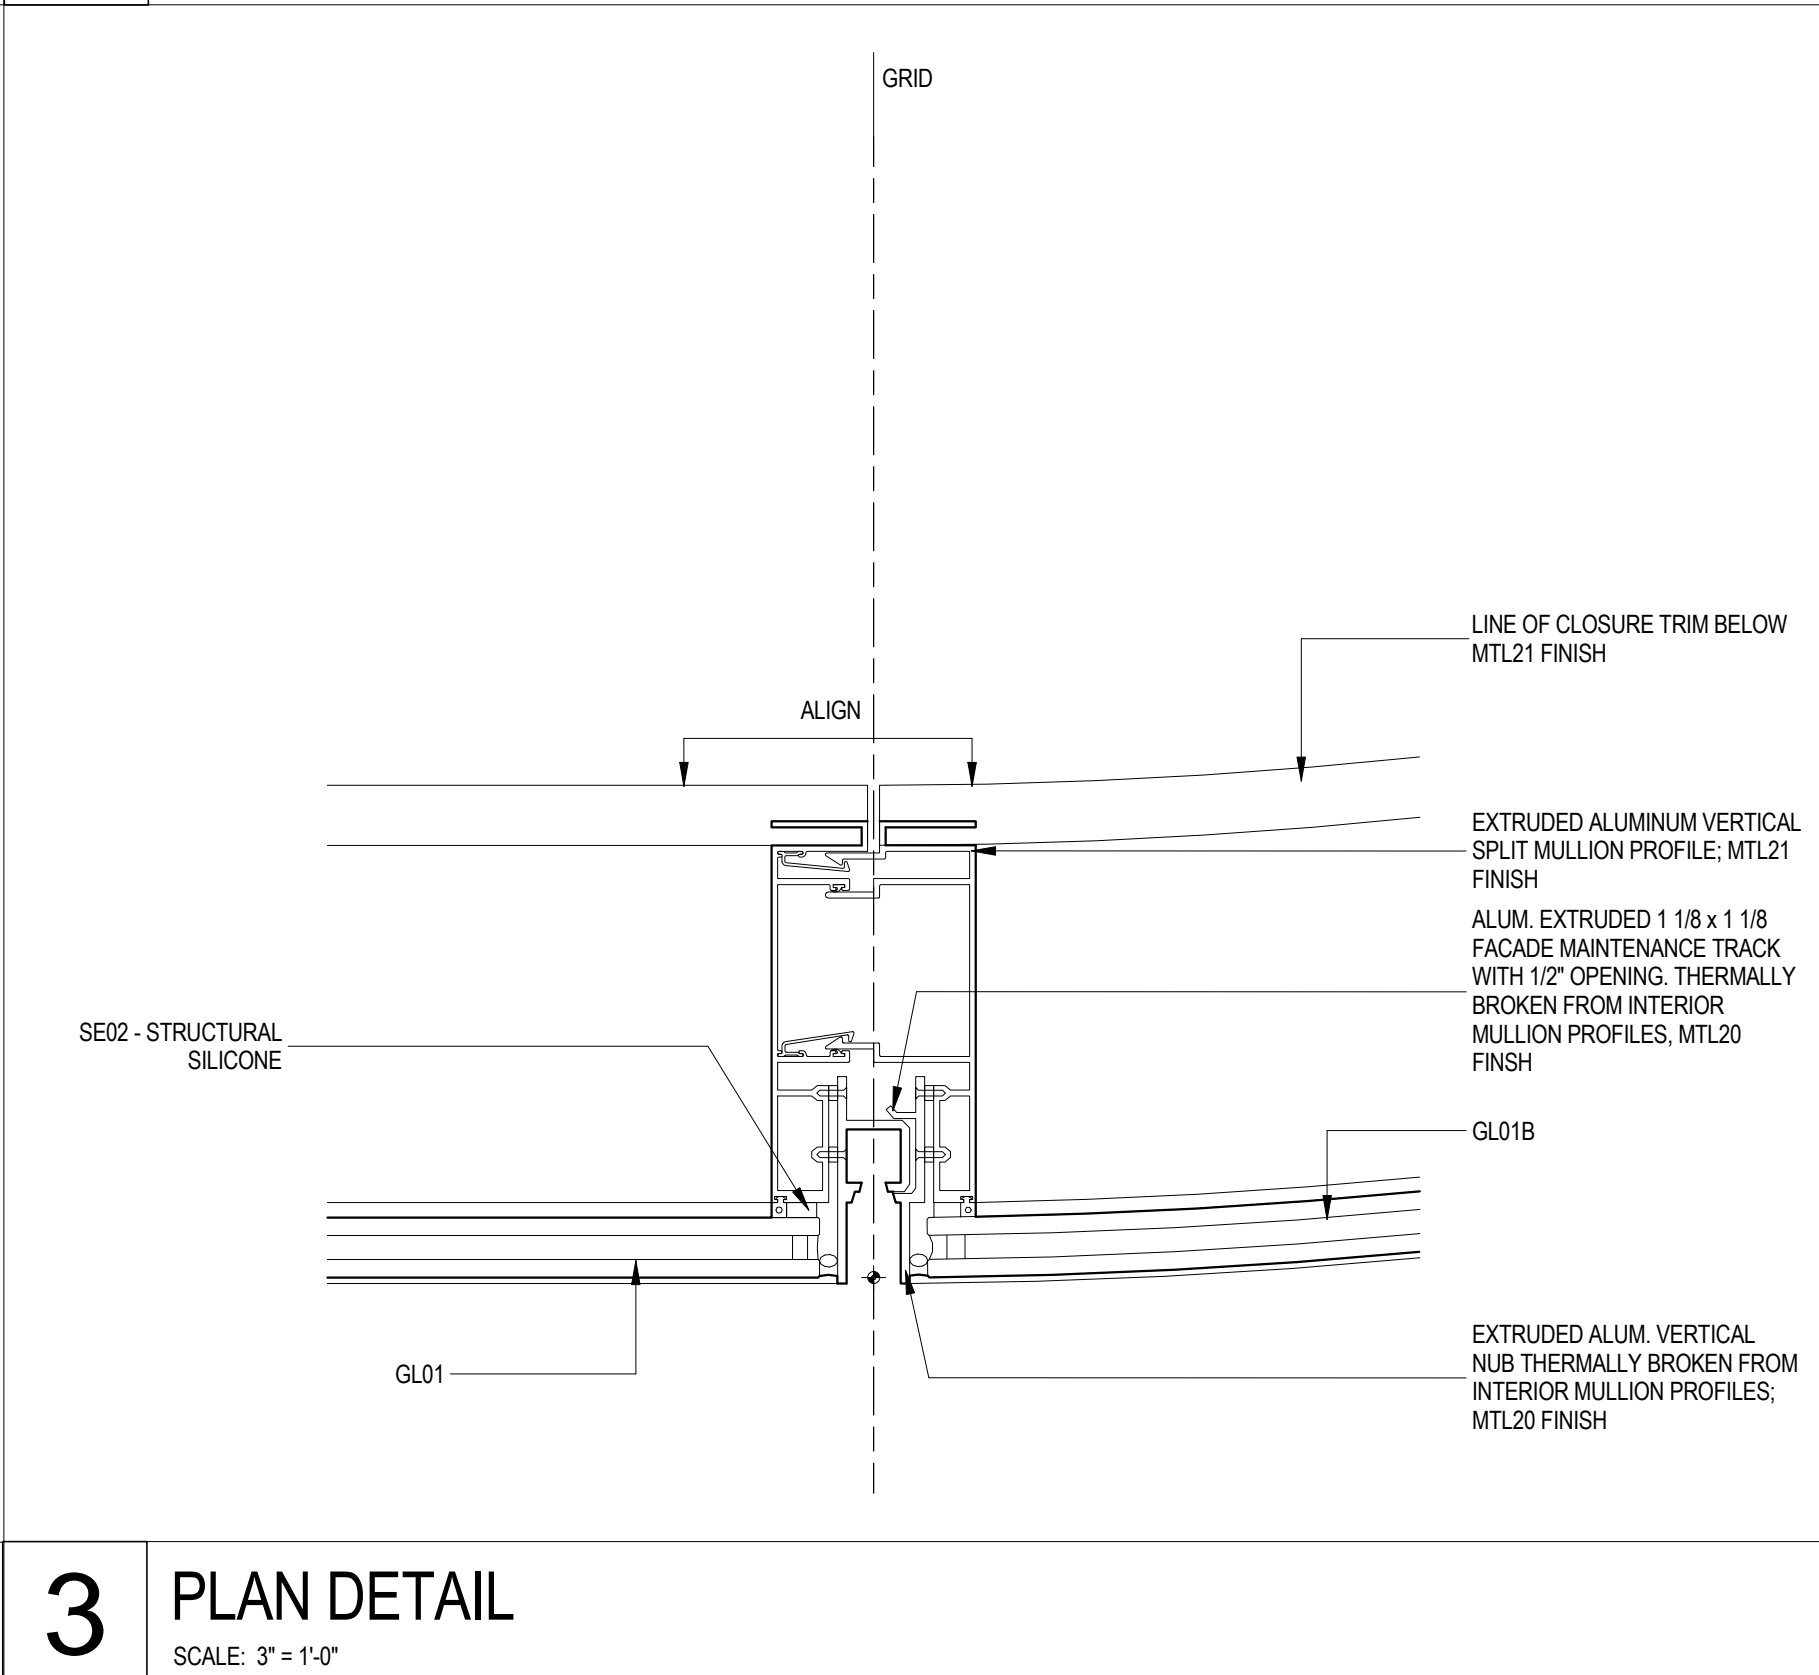 GRID
ALIGN
LINE OF CLOSURE TRIM BELOW
MTL21 FINISH
EXTRUDED ALUMINUM VERTICAL
SPLIT MULLION PROFILE; MTL21
FINISH
ALUM. EXTRUDED 1 1/8 x 1 1/8
FACADE MAINTENANCE TRACK
WITH 1/2" OPENING. THERMALLY
BROKEN FROM INTERIOR
MULLION PROFILES, MTL20
FINSH
SE02 - STRUCTURAL
SILICONE
GL01B
EXTRUDED ALUM. VERTICAL
NUB THERMALLY BROKEN FROM
INTERIOR MULLION PROFILES;
MTL20 FINISH
GL01
3
PLAN DETAIL
SCALE: 3" = 1'-0"